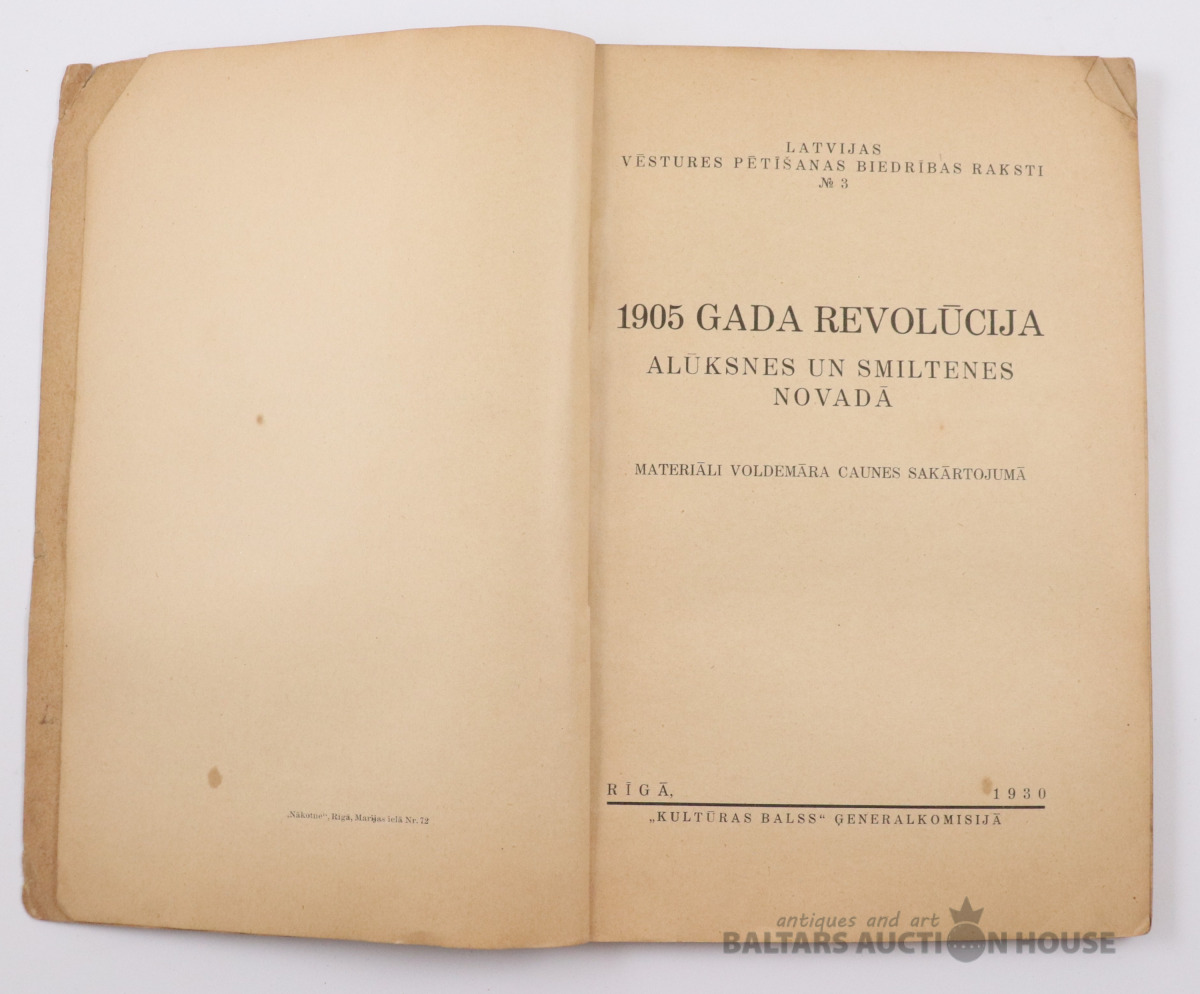 „Nākotne“, Rīgā, Marijas ielā Nr. 72
LATVIJAS
VĒSTURES PĒTĪŠANAS BIEDRĪBAS RAKSTI
№ 3
1905 GADA REVOLŪCIJA
ALŪKSNES UN SMILTENES
NOVADĀ
MATERIĀLI VOLDEMĀRA CAUNES SAKĀRTOJUMĀ
RĪGĀ, 1930
„KULTŪRAS BALSS“ ĢENERALKOMISIJĀ
antiques and art
BALTARS AUCTION HOUSE